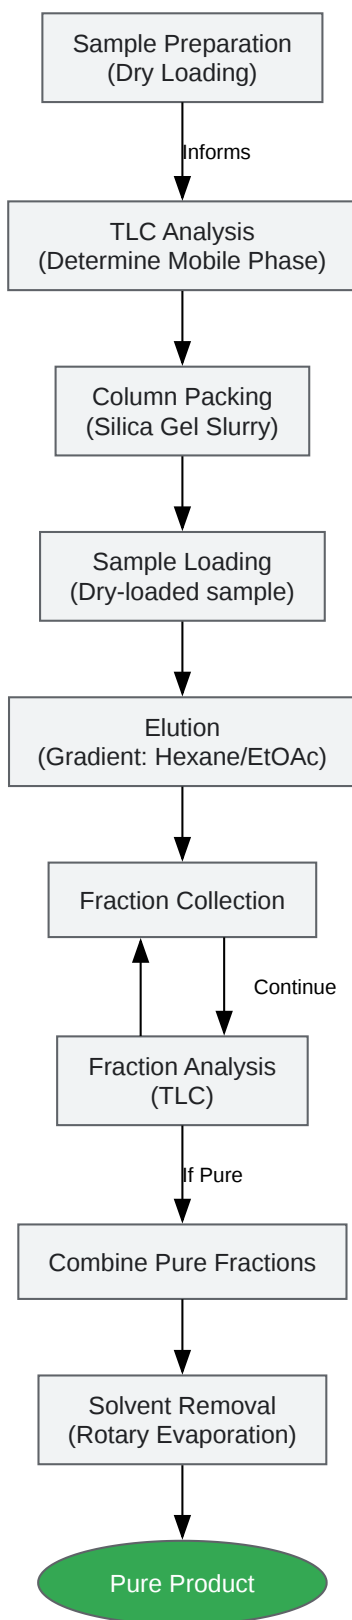 Sample Preparation
(Dry Loading)
Informs
TLC Analysis
(Determine Mobile Phase)
Column Packing
(Silica Gel Slurry)
Sample Loading
(Dry-loaded sample)
Elution
(Gradient: Hexane/EtOAc)
Fraction Collection
Continue
Fraction Analysis
(TLC)
If Pure
Combine Pure Fractions
Solvent Removal
(Rotary Evaporation)
Pure Product